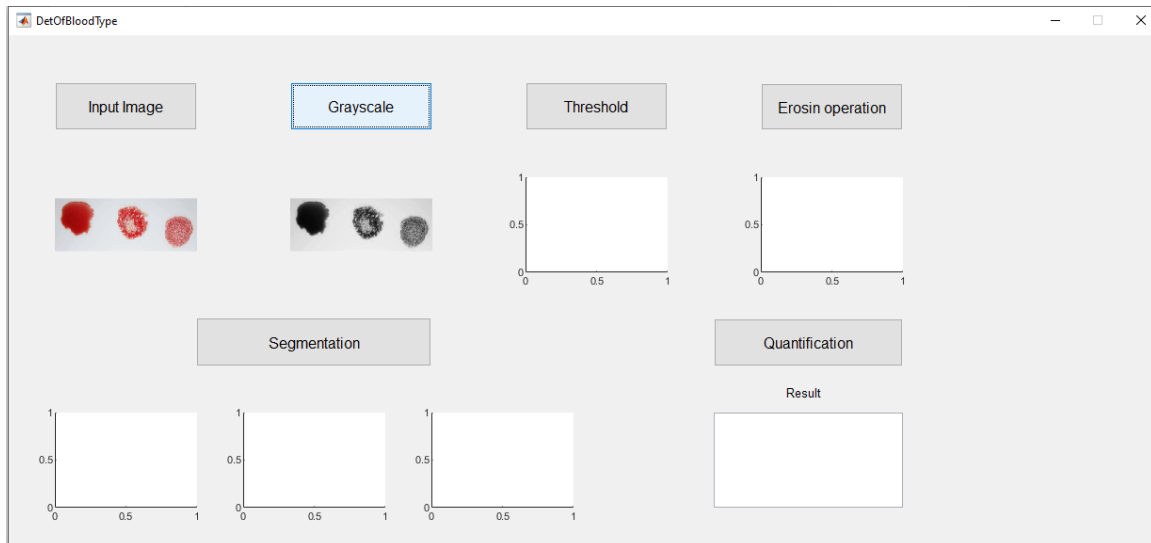 DetOfBloodType
Input Image
Grayscale
Threshold
Erosin operation
1
0.5
0
0 0.5 1
1
0.5
0
0 0.5 1
Segmentation
Quantification
Result
1
0.5
0
0 0.5 1
1
0.5
0
0 0.5 1
1
0.5
0
0 0.5 1